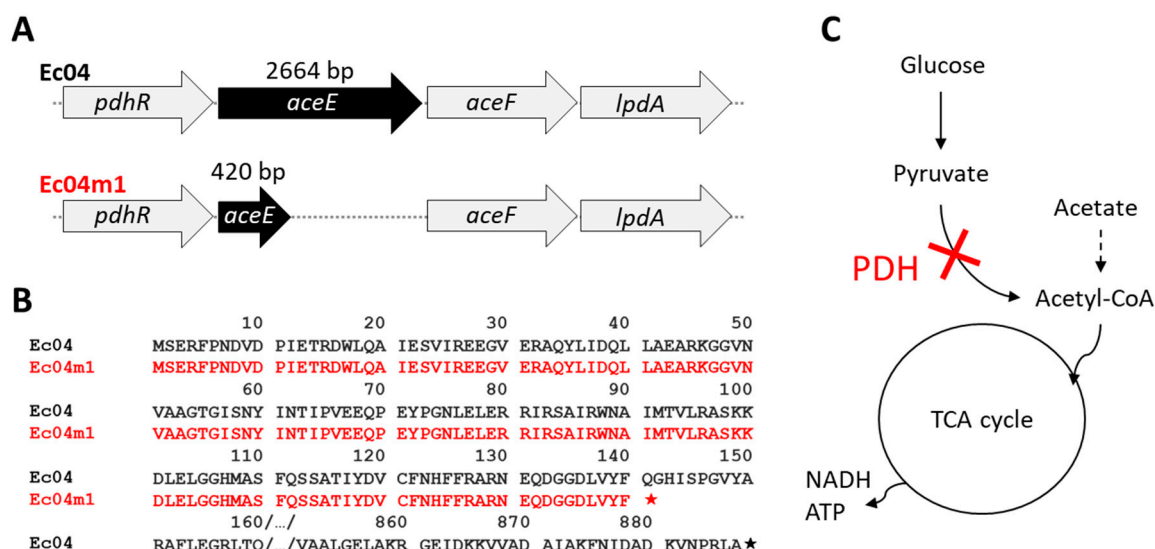 A
Ec04
2664 bp
pdhR aceE aceF lpdA
Ec04m1
420 bp
pdhR aceE aceF lpdA
B
10 20 30 40 50
Ec04 MSERFPNDVD PIETRDWLQA IESVIREEGV ERAQYLIDQL LAEARKGGVN
Ec04m1 MSERFPNDVD PIETRDWLQA IESVIREEGV ERAQYLIDQL LAEARKGGVN
60 70 80 90 100
Ec04 VAAGTGISNY INTIPVEEQP EYPGNLELER RIRSAIRWNA IMTVLRASKK
Ec04m1 VAAGTGISNY INTIPVEEQP EYPGNLELER RIRSAIRWNA IMTVLRASKK
110 120 130 140 150
Ec04 DLELGGHMAS FQSSATIYDV CFNHFFRARN EQDGGDLVYF QGHISPGVYA
Ec04m1 DLELGGHMAS FQSSATIYDV CFNHFFRARN EQDGGDLVYF ★
160/…/ 860 870 880
Ec04 RAFLEGRLTQ/…/VAALGELAKR GEIDKKVVAD AIAKFNIDAD KVNPRLA★
C
Glucose
Pyruvate
Acetate
PDH
Acetyl-CoA
TCA cycle
NADH
ATP